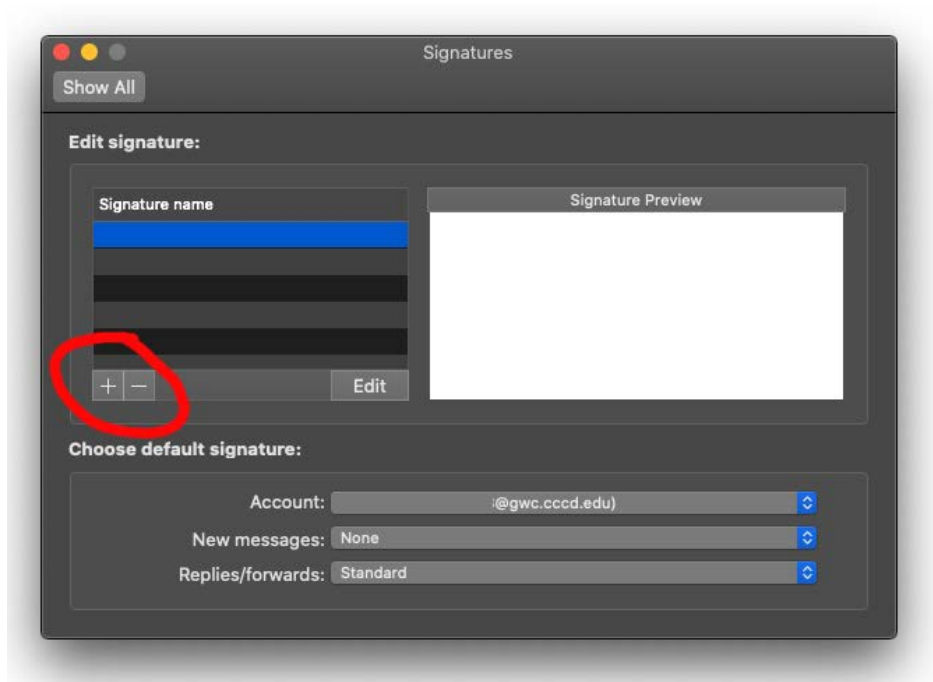 Signatures
Show All
Edit signature:
Signature name
Signature Preview
+ −
Edit
Choose default signature:
Account: @gwc.cccd.edu)
New messages: None
Replies/forwards: Standard